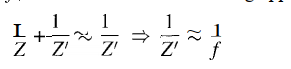 1/Z + 1/Z′ ≈ 1/Z′ ⇒ 1/Z′ ≈ 1/f